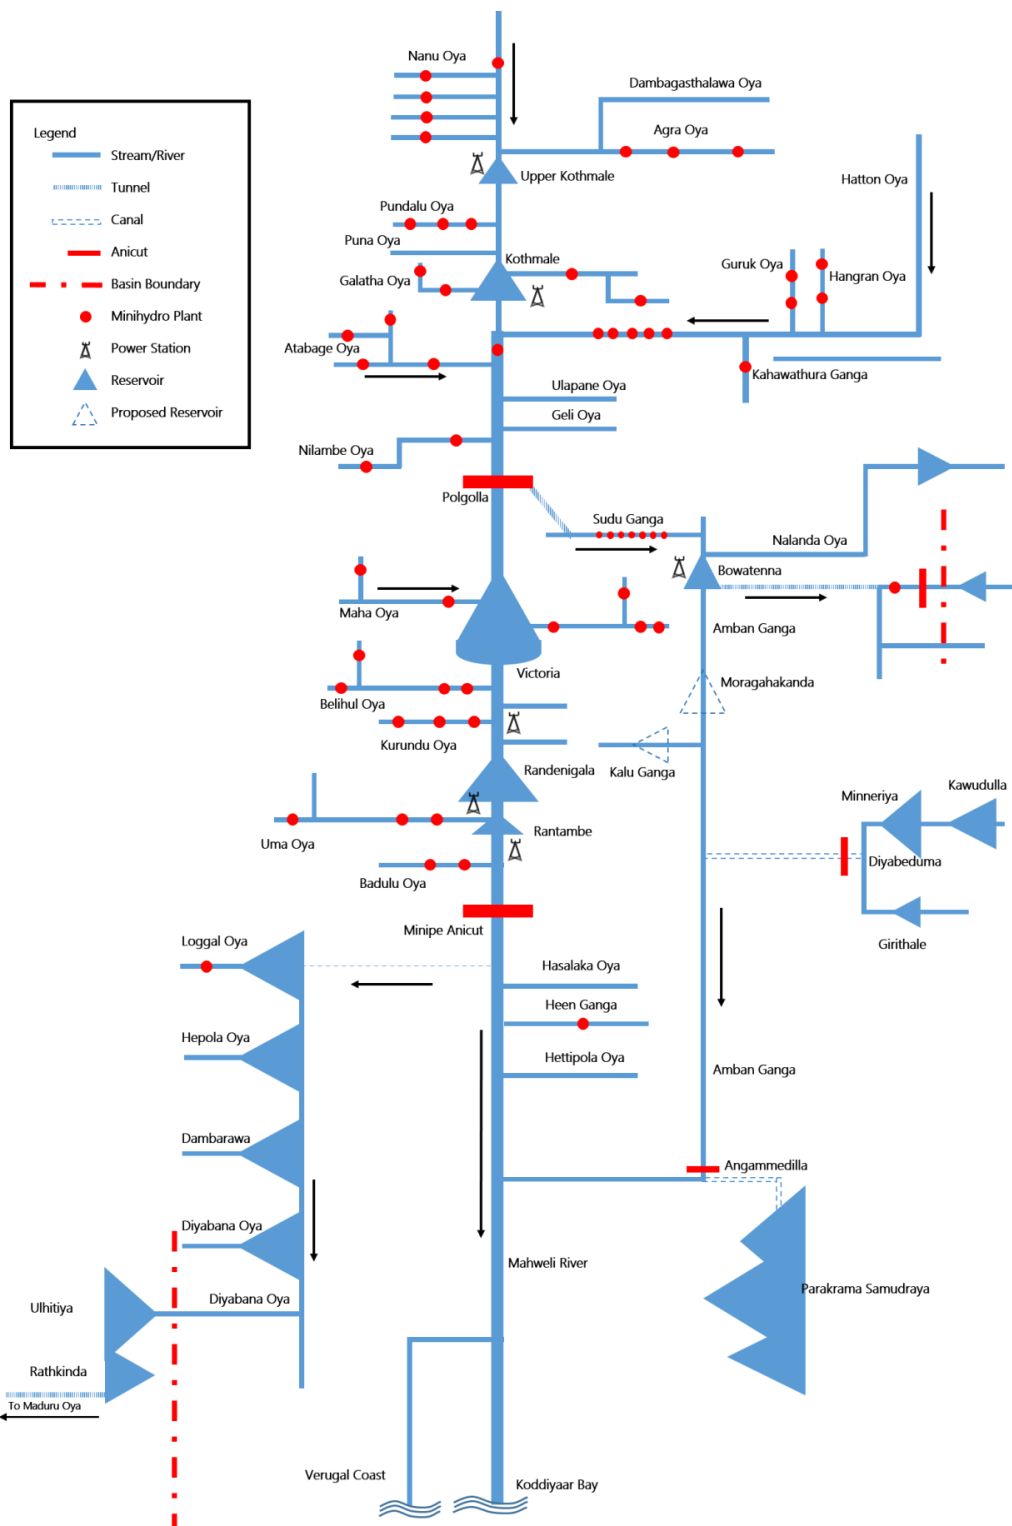 Nanu Oya
Dambagasthalawa Oya
Agra Oya
Legend
Stream/River
Tunnel
Canal
Anicut
Basin Boundary
Minihydro Plant
Power Station
Reservoir
Proposed Reservoir
Upper Kothmale
Hatton Oya
Pundalu Oya
Puna Oya
Kothmale
Galatha Oya
Guruk Oya
Hangran Oya
Atabage Oya
Kahawathura Ganga
Ulapane Oya
Geli Oya
Nilambe Oya
Polgolla
Sudu Ganga
Nalanda Oya
Bowatenna
Maha Oya
Amban Ganga
Victoria
Moragahakanda
Belihul Oya
Kurundu Oya
Randenigala
Kalu Ganga
Kawudulla
Minneriya
Uma Oya
Rantambe
Diyabeduma
Badulu Oya
Minipe Anicut
Girithale
Loggal Oya
Hasalaka Oya
Heen Ganga
Hepola Oya
Hettipola Oya
Amban Ganga
Dambarawa
Angammedilla
Diyabana Oya
Mahweli River
Parakrama Samudraya
Diyabana Oya
Ulhitiya
Rathkinda
To Maduru Oya
Verugal Coast
Koddiyaar Bay